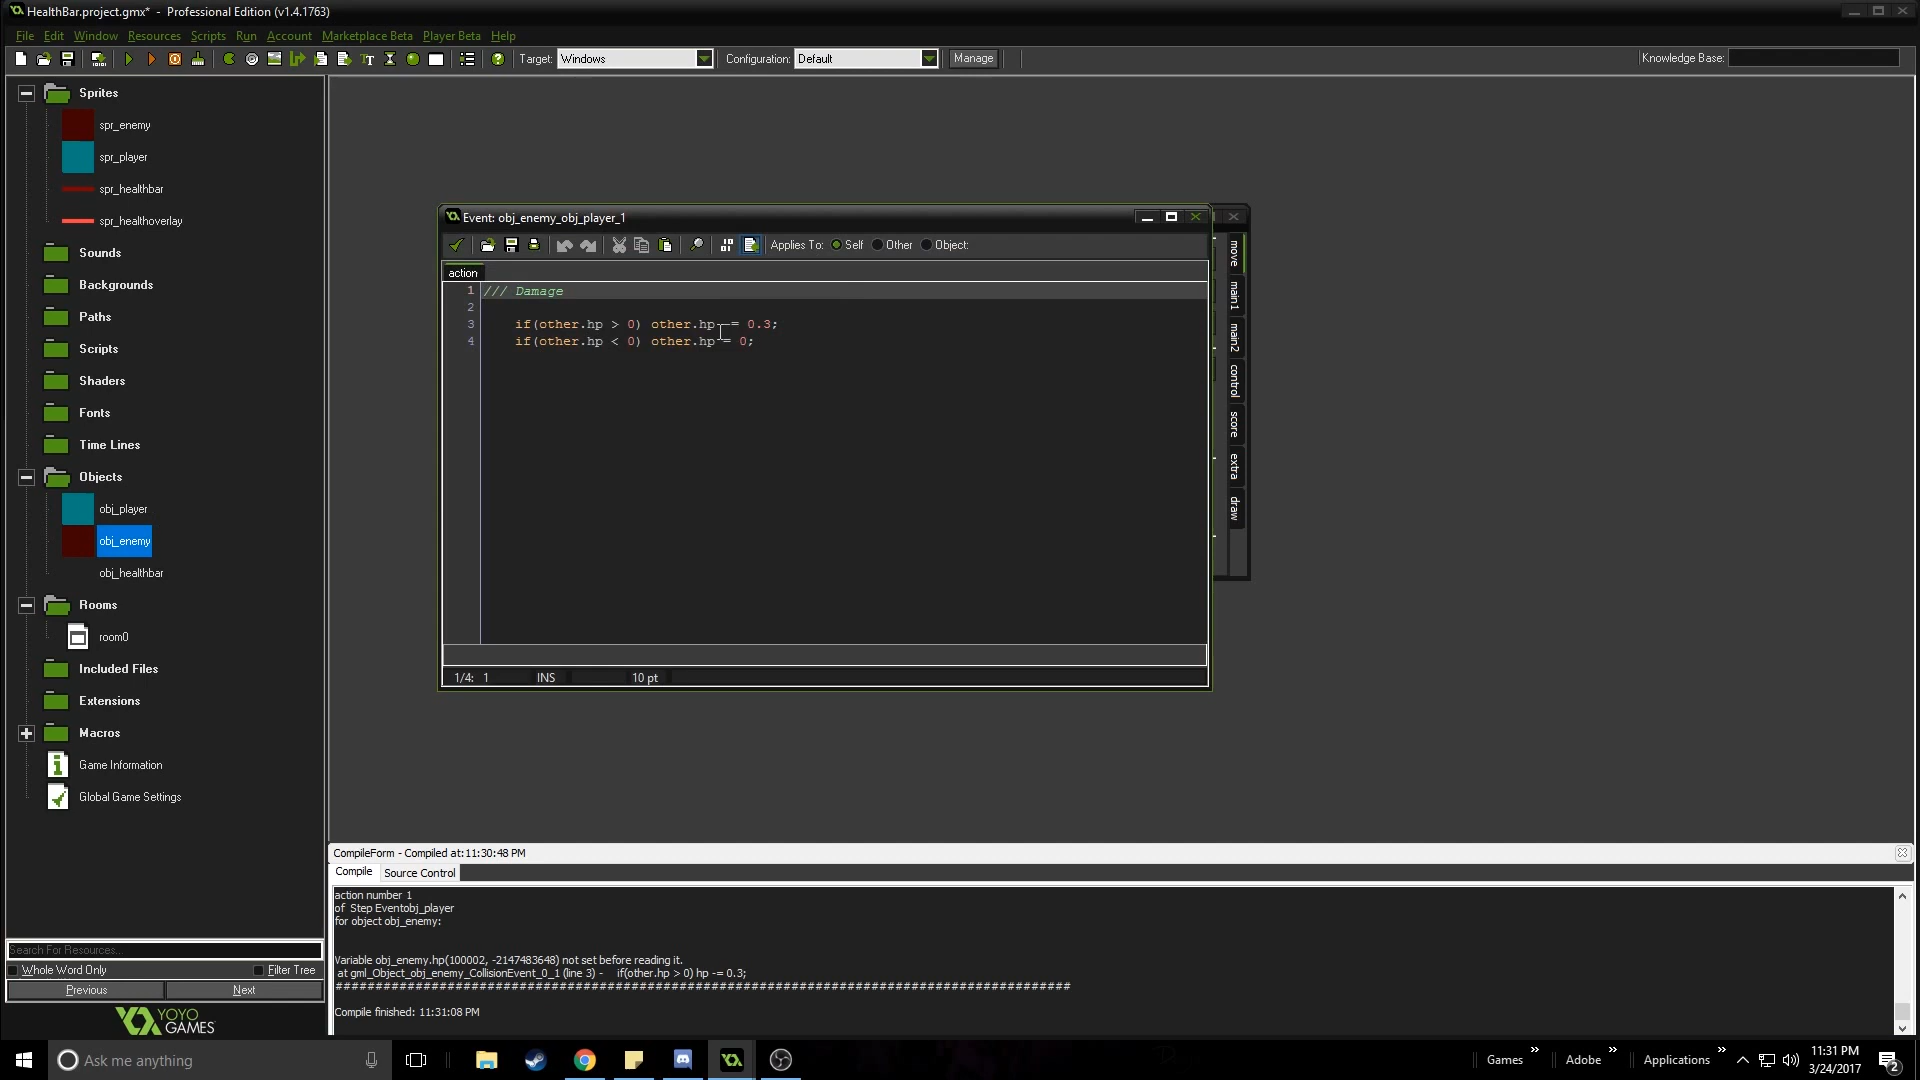 HealthBar.project.gmx* - Professional Edition (v1.4.1763)
File Edit Window Resources Scripts Run Account Marketplace Beta Player Beta Help
Target: Windows Configuration: Default Manage Knowledge Base:
Sprites
spr_enemy
spr_player
spr_healthbar
spr_healthoverlay
Sounds
Backgrounds
Paths
Scripts
Shaders
Fonts
Time Lines
Objects
obj_player
obj_enemy
obj_healthbar
Rooms
room0
Included Files
Extensions
Macros
Game Information
Global Game Settings
Search For Resources...
Whole Word Only Filter Tree
Previous Next
YOYO
GAMES
Event: obj_enemy_obj_player_1
Applies To: Self Other Object:
action
1 /// Damage
2
3 if(other.hp > 0) other.hp -= 0.3;
4 if(other.hp < 0) other.hp = 0;
1/4: 1 INS 10 pt
move
main1
main2
control
score
extra
draw
CompileForm - Compiled at:11:30:48 PM
Compile Source Control
action number 1
of Step Eventobj_player
for object obj_enemy:
Variable obj_enemy.hp(100002, -2147483648) not set before reading it.
at gml_Object_obj_enemy_CollisionEvent_0_1 (line 3) - if(other.hp > 0) hp -= 0.3;
############################################################################################
Compile finished: 11:31:08 PM
Ask me anything
Games » Adobe » Applications »
11:31 PM
3/24/2017
2